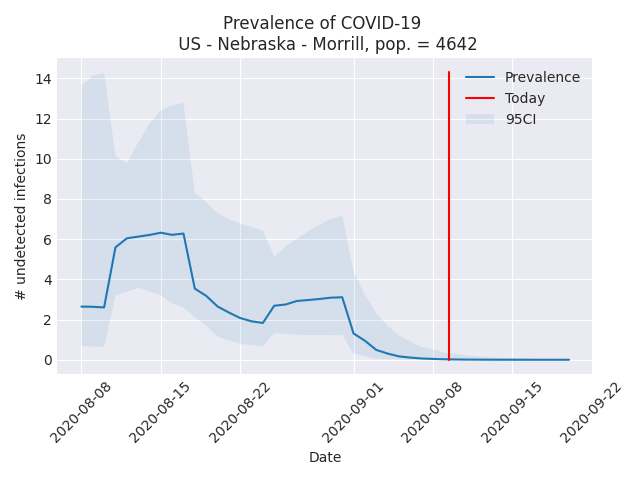 Prevalence of COVID-19
US - Nebraska - Morrill, pop. = 4642
# undetected infections
14
12
10
8
6
4
2
0
Prevalence
Today
95CI
2020-08-08
2020-08-15
2020-08-22
2020-09-01
2020-09-08
2020-09-15
2020-09-22
Date